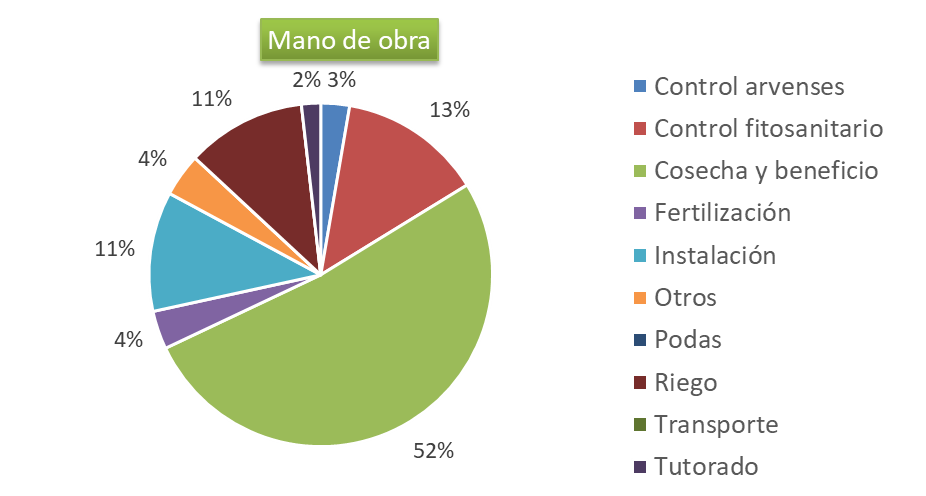 Mano de obra
2% 3%
11%
13%
4%
11%
4%
52%
Control arvenses
Control fitosanitario
Cosecha y beneficio
Fertilización
Instalación
Otros
Podas
Riego
Transporte
Tutorado